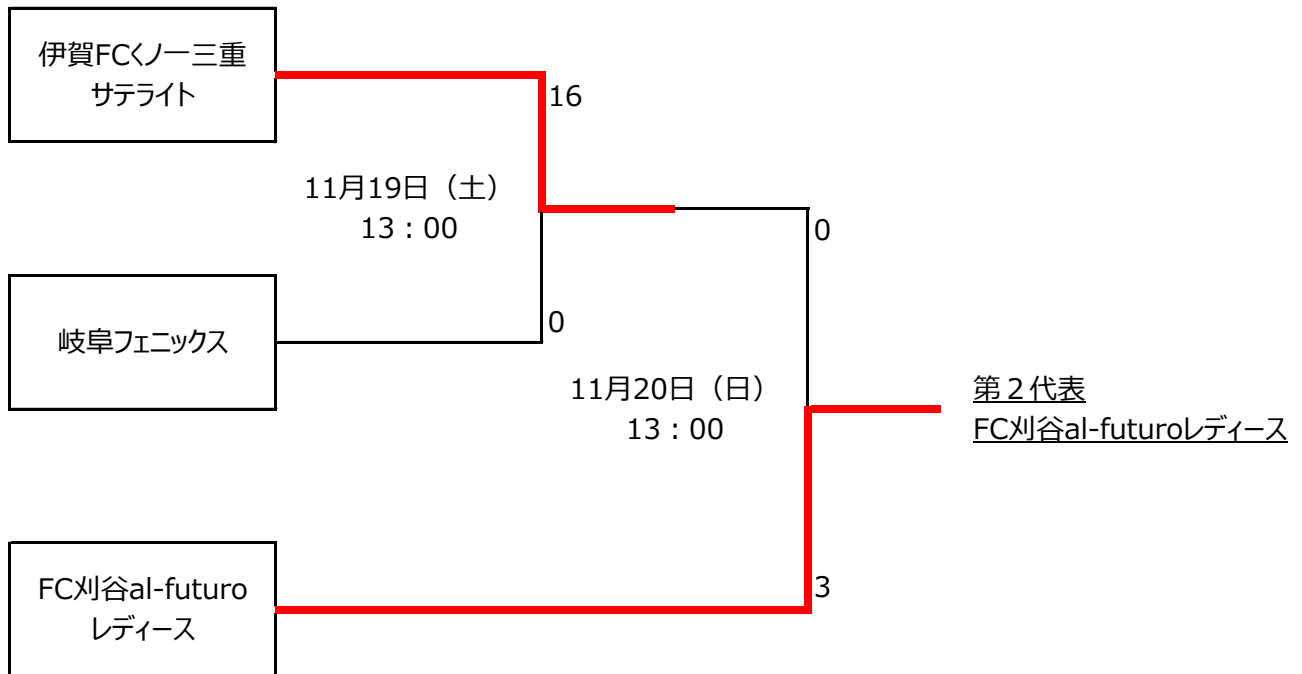 伊賀FCくノ一三重
サテライト
16
11月19日（土）
13：00
0
岐阜フェニックス
0
11月20日（日）
13：00
第２代表
FC刈谷al-futuroレディース
3
FC刈谷al-futuro
レディース